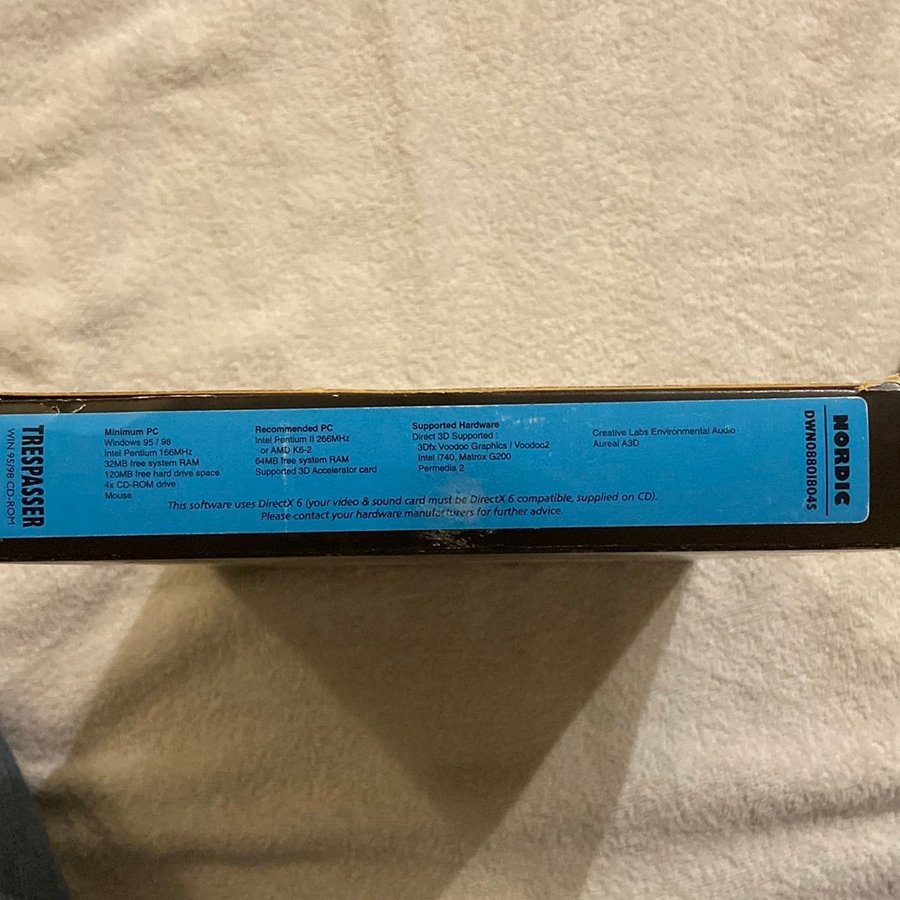 TRESPASSER
WIN 95/98 CD-ROM
Minimum PC
Windows 95 / 98
Intel Pentium 166MHz
32MB free system RAM
120MB free hard drive space
4x CD-ROM drive
Mouse
Recommended PC
Intel Pentium II 266MHz
or AMD K6-2
64MB free system RAM
Supported 3D Accelerator card
Supported Hardware
Direct 3D Supported :
3Dfx Voodoo Graphics / Voodoo2
Intel i740, Matrox G200
Permedia 2
Creative Labs Environmental Audio
Aureal A3D
This software uses DirectX 6 (your video & sound card must be DirectX 6 compatible, supplied on CD).
Please contact your hardware manufacturers for further advice.
NORDIC
DWN08801804S